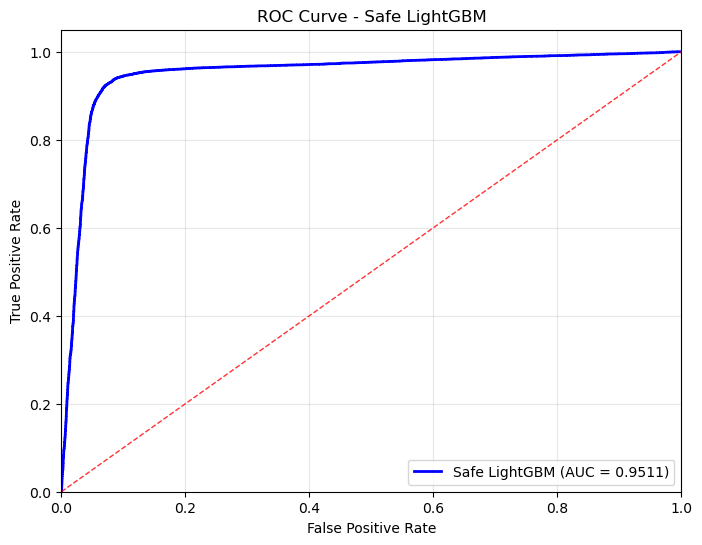 ROC Curve - Safe LightGBM
True Positive Rate
1.0
0.8
0.6
0.4
0.2
0.0
Safe LightGBM (AUC = 0.9511)
0.0 0.2 0.4 0.6 0.8 1.0
False Positive Rate